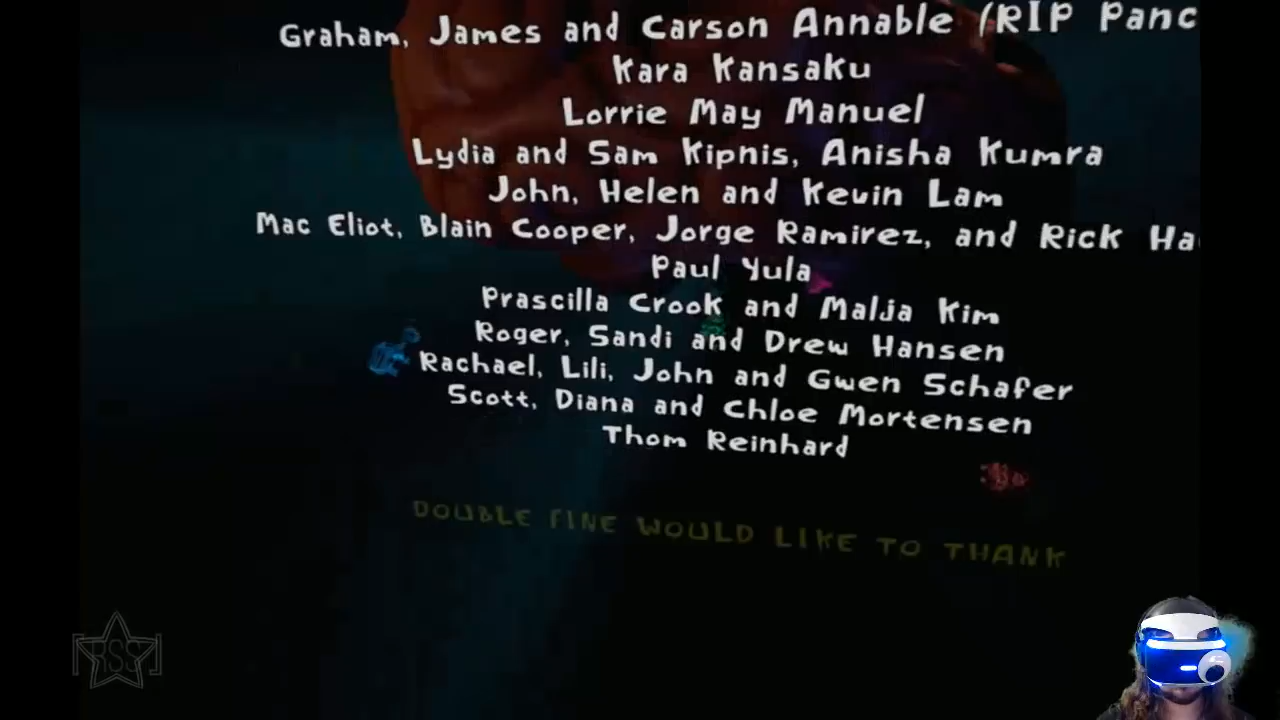 Graham, James and Carson Annable (RIP Panc
Kara Kansaku
Lorrie May Manuel
Lydia and Sam Kipnis, Anisha Kumra
John, Helen and Kevin Lam
Mac Eliot, Blain Cooper, Jorge Ramirez, and Rick Ha
Paul Yula
Prascilla Crook and Malia Kim
Roger, Sandi and Drew Hansen
Rachael, Lili, John and Gwen Schafer
Scott, Diana and Chloe Mortensen
Thom Reinhard
DOUBLE FINE WOULD LIKE TO THANK
[RSS]